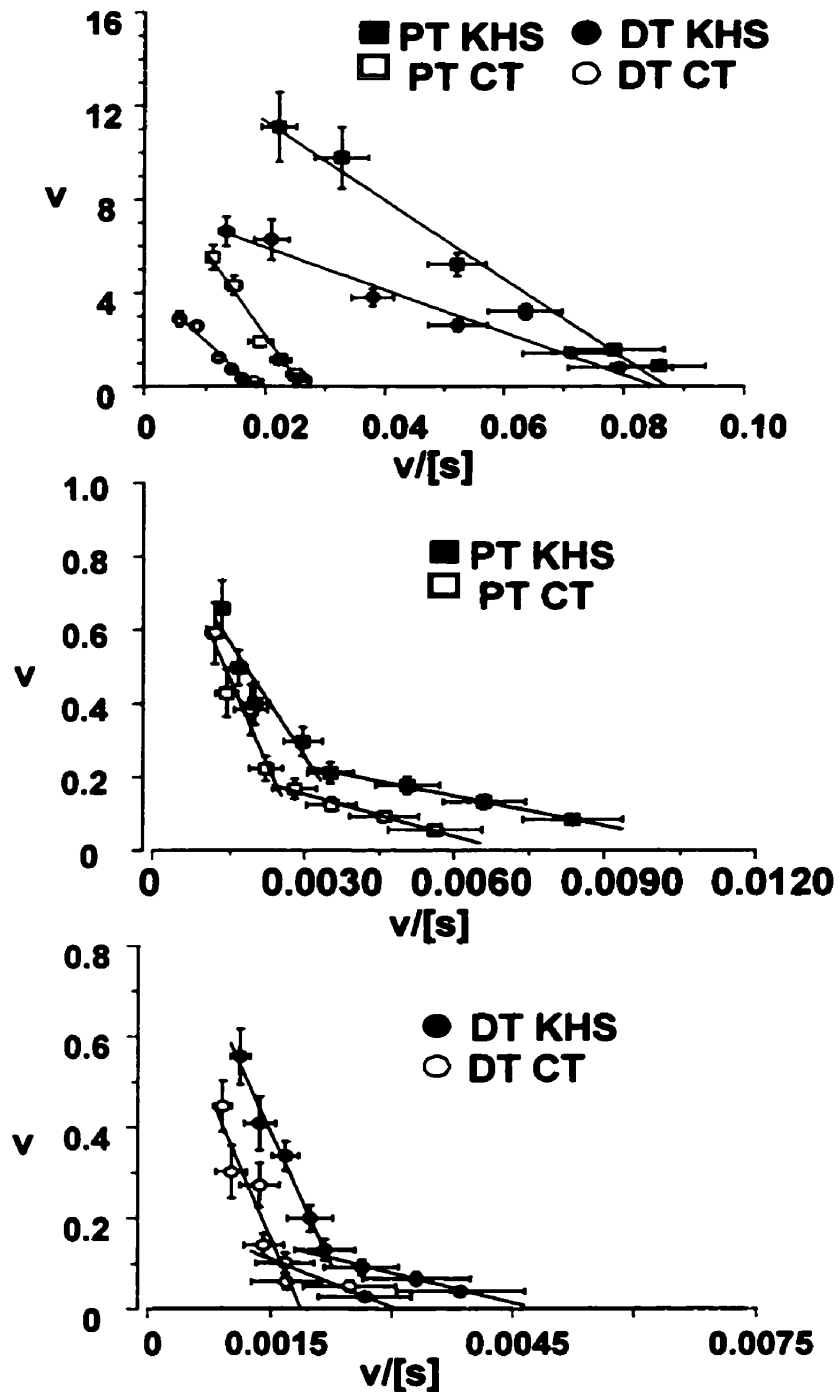 16
PT KHS DT KHS
PT CT DT CT
12
v
8
4
0
0 0.02 0.04 0.06 0.08 0.10
v/[s]
1.0
PT KHS
0.8
PT CT
0.6
v
0.4
0.2
0
0 0.0030 0.0060 0.0090 0.0120
v/[s]
0.8
DT KHS
0.6
DT CT
v
0.4
0.2
0
0 0.0015 0.0045 0.0075
v/[s]